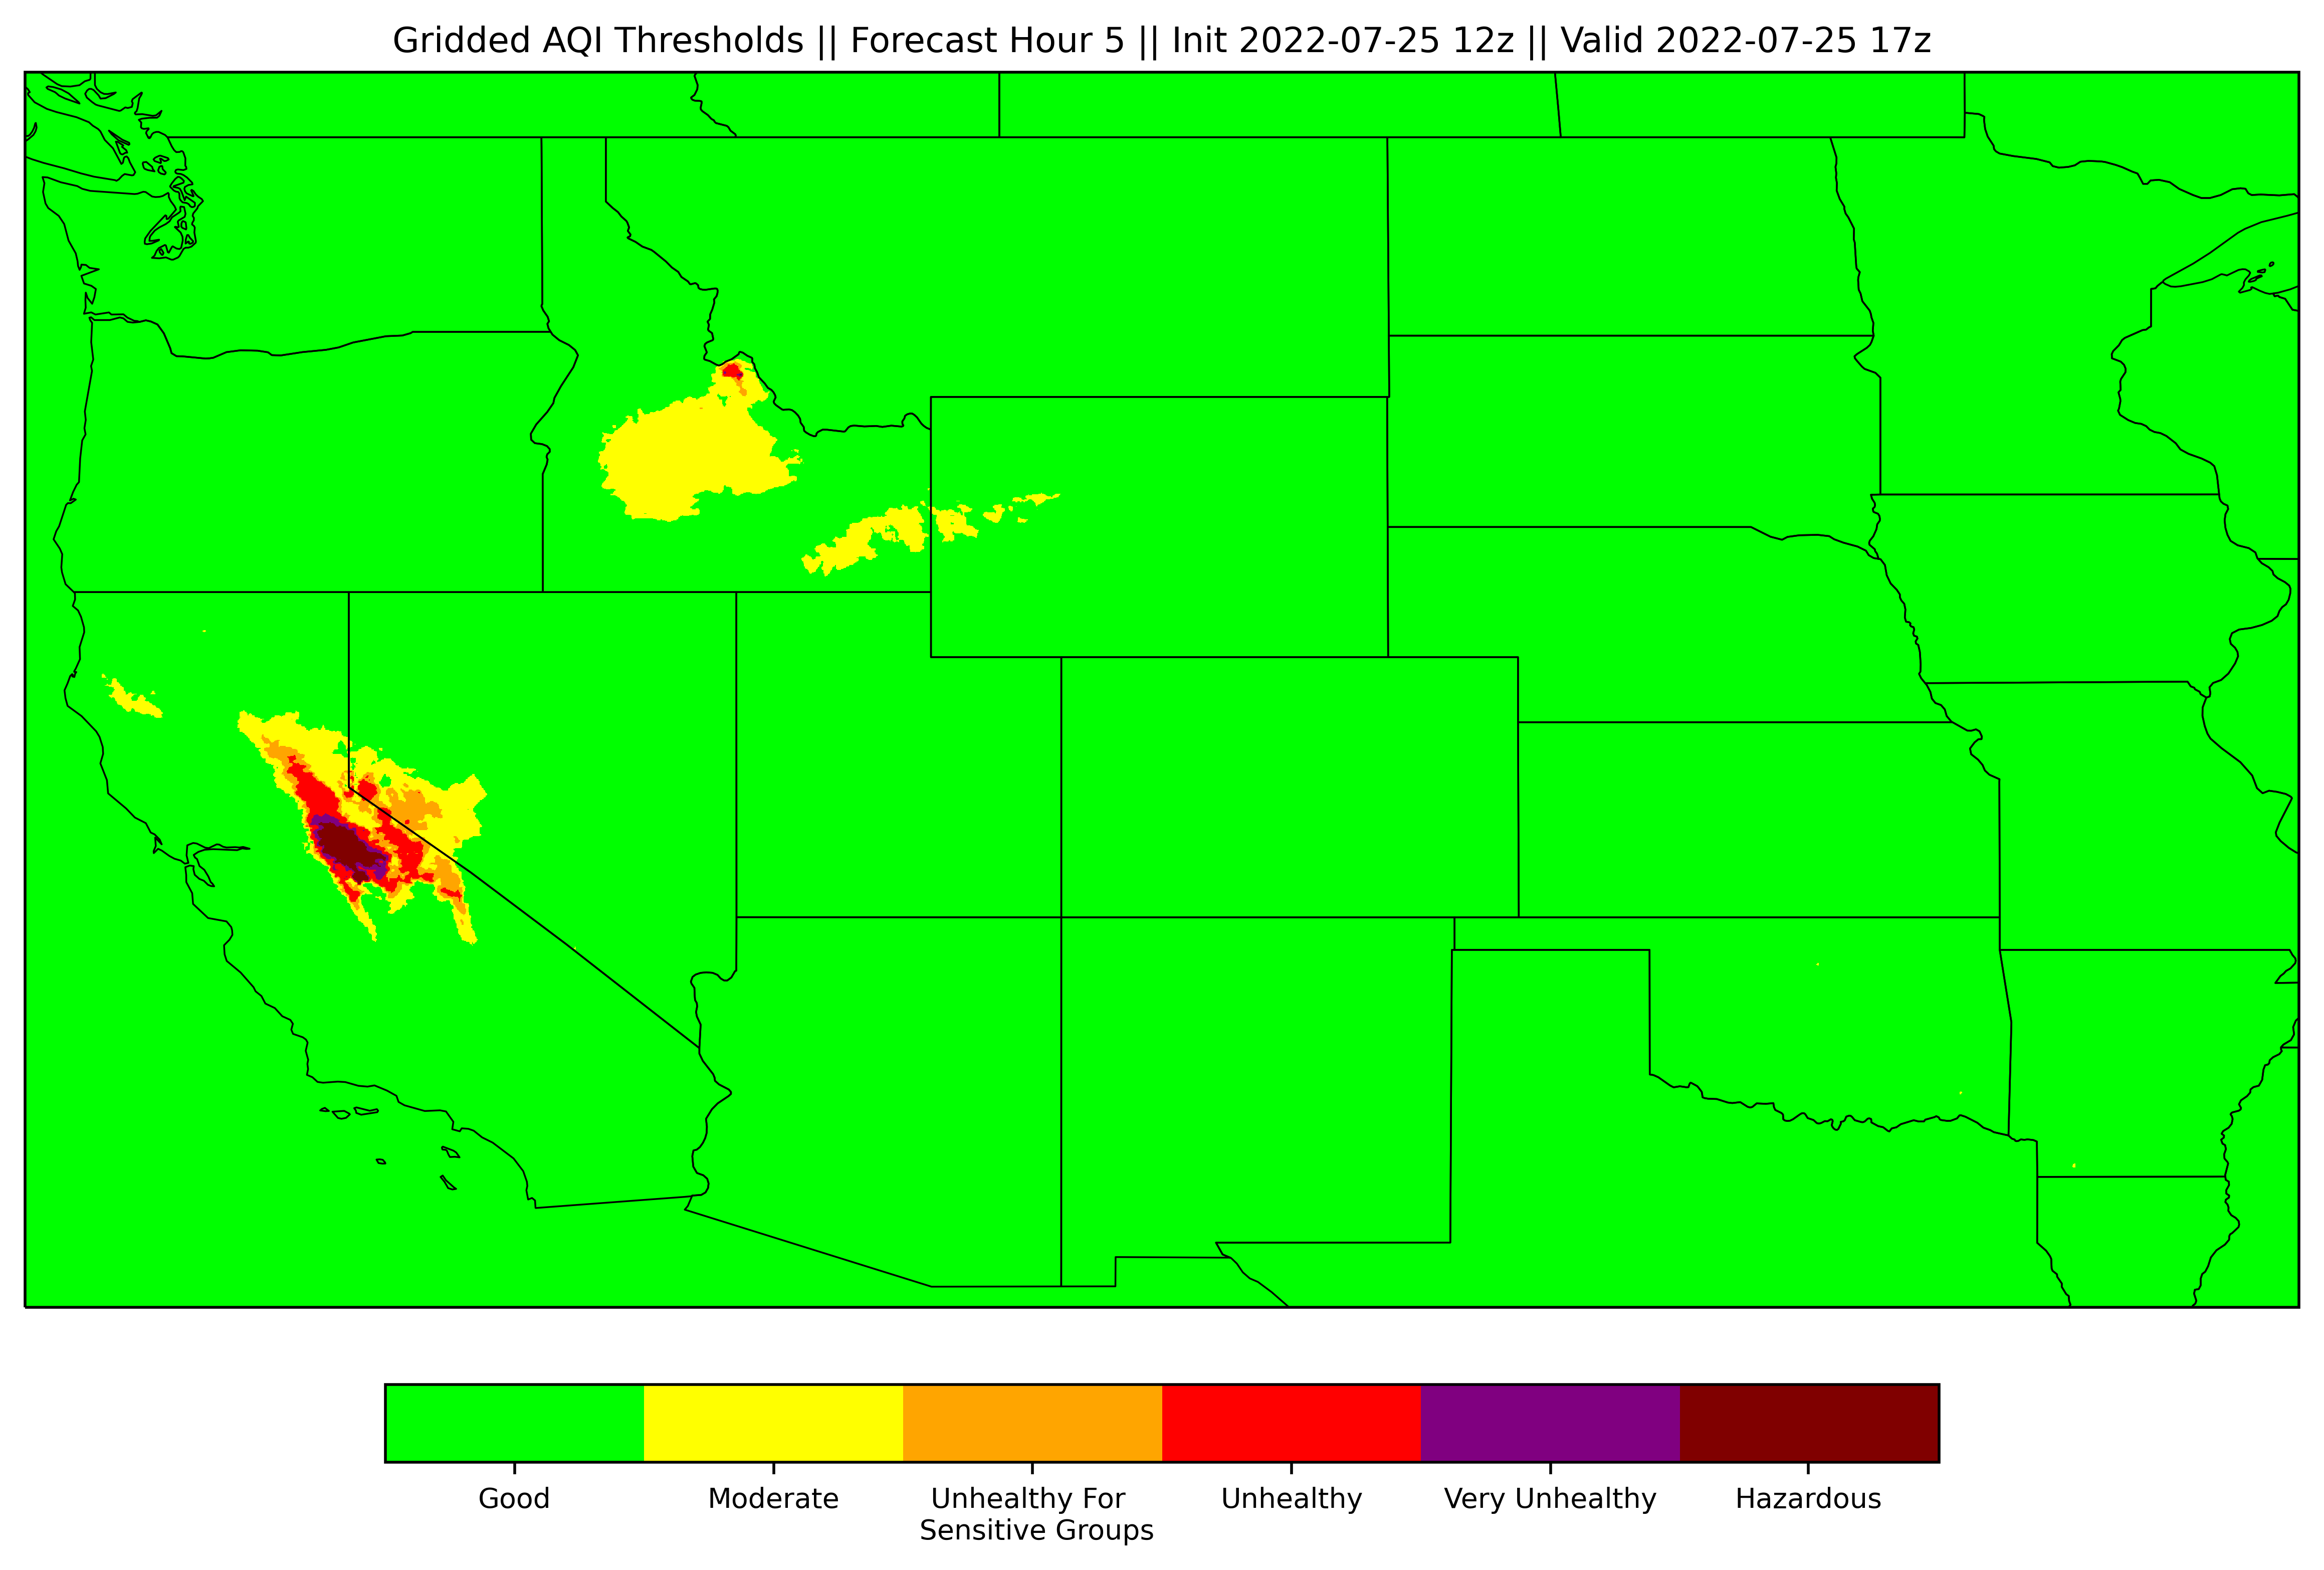 Gridded AQI Thresholds || Forecast Hour 5 || Init 2022-07-25 12z || Valid 2022-07-25 17z
Good
Moderate
Unhealthy For
Sensitive Groups
Unhealthy
Very Unhealthy
Hazardous